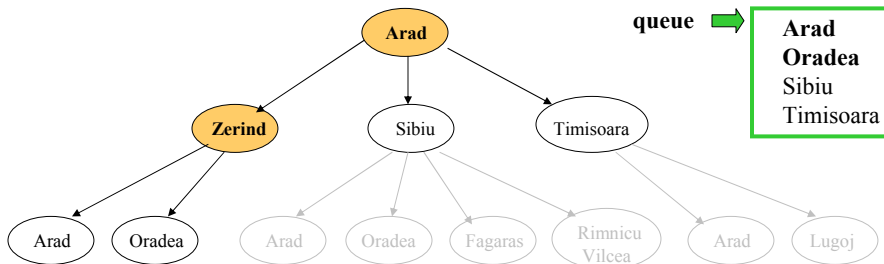 Arad
queue
Arad
Oradea
Sibiu
Timisoara
Zerind
Sibiu
Timisoara
Arad
Oradea
Arad
Oradea
Fagaras
Rimnicu
Vilcea
Arad
Lugoj